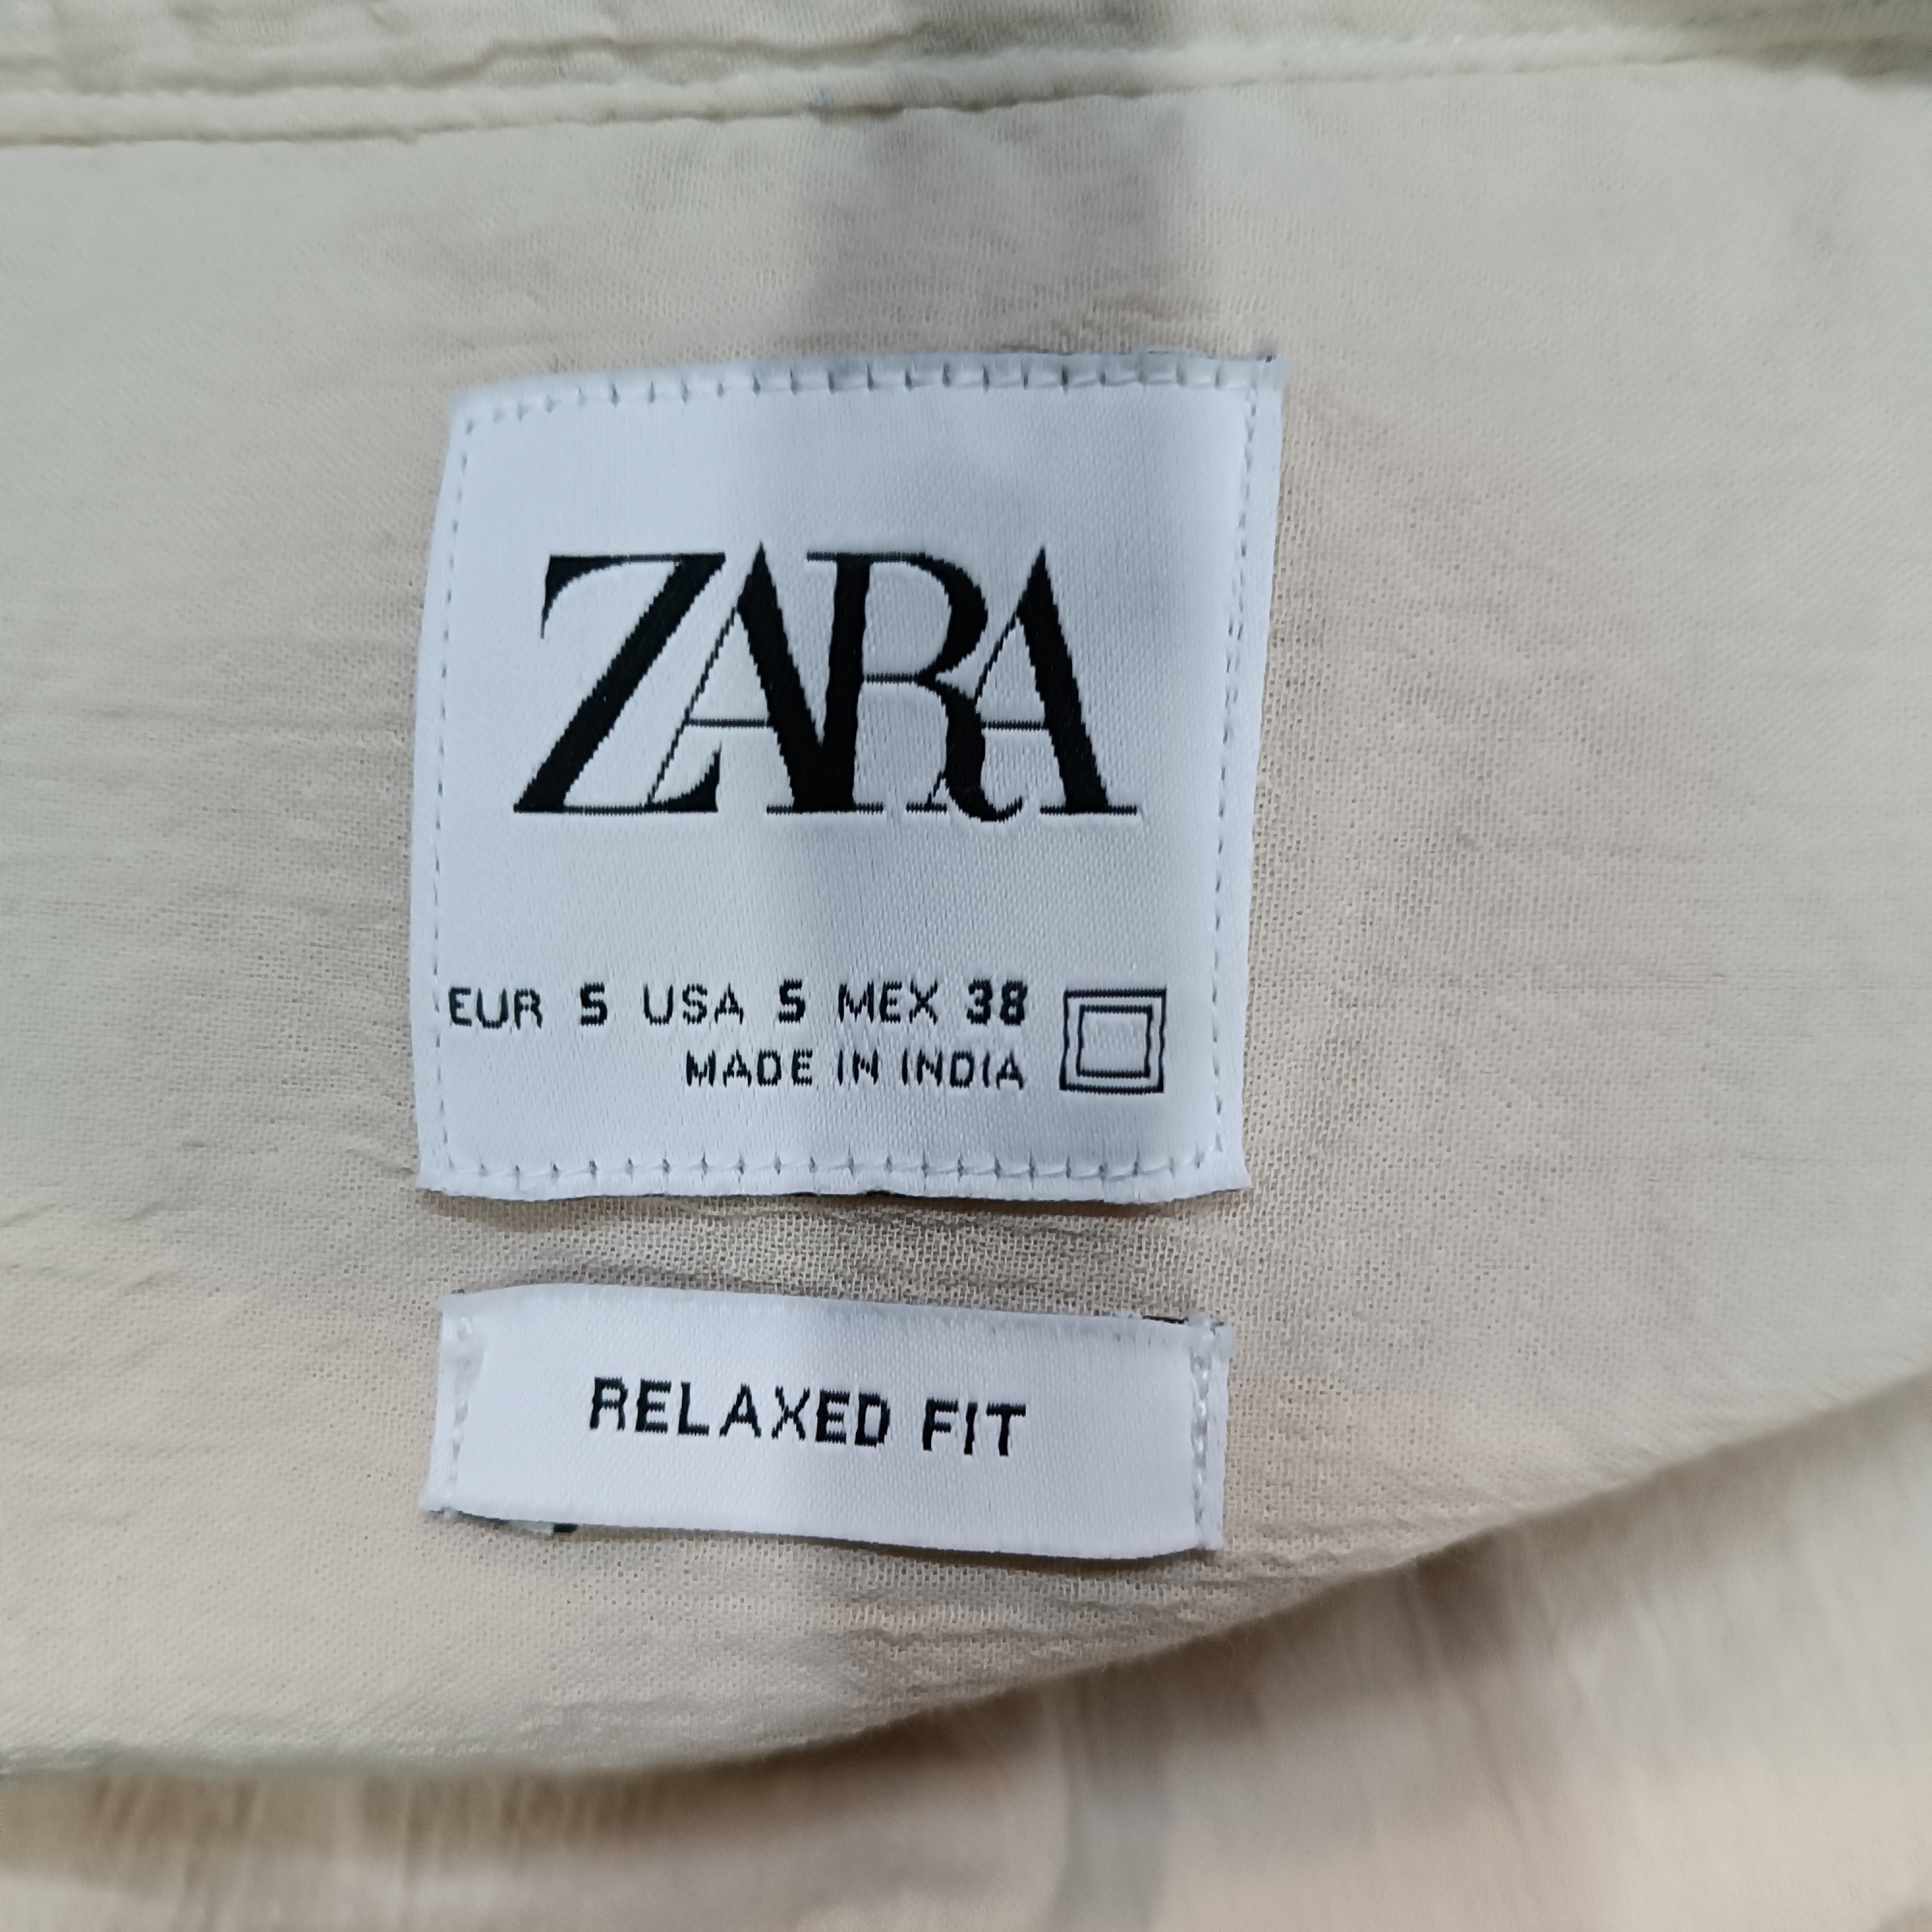 ZARA
EUR S USA S MEX 38
MADE IN INDIA
RELAXED FIT